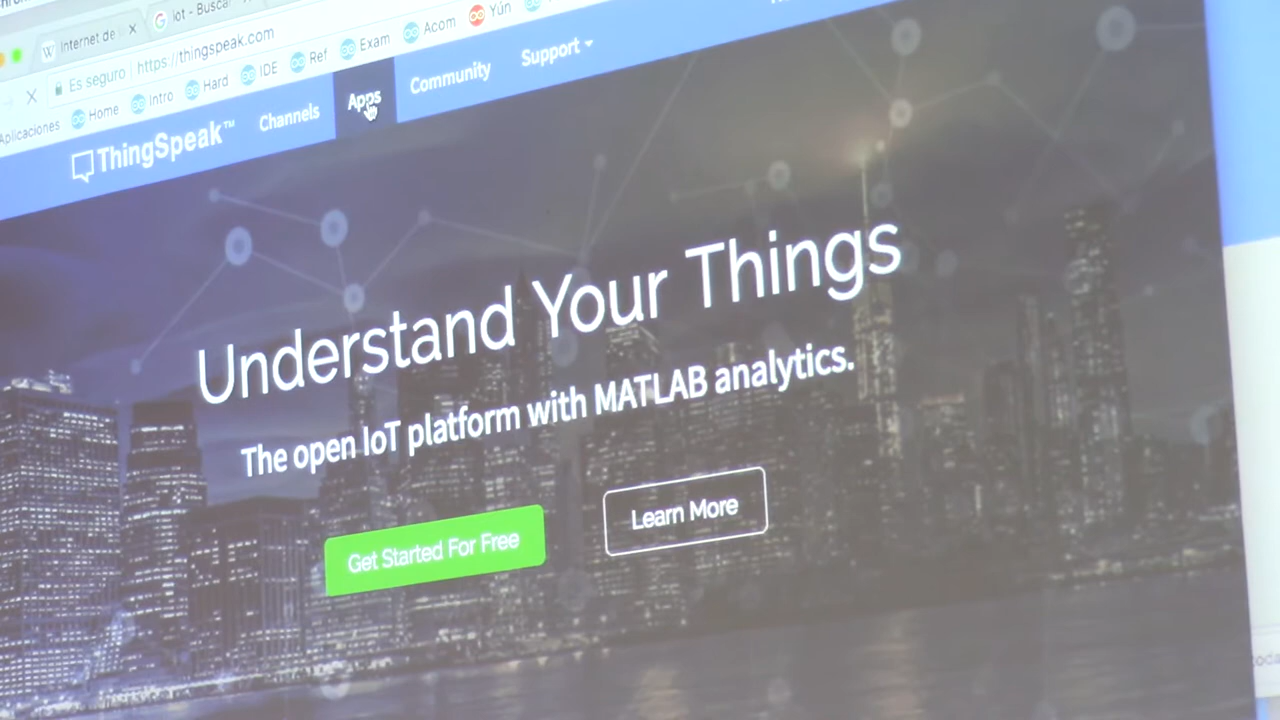 Internet de
Iot - Busca
Es seguro
https://thingspeak.com
Aplicaciones
Home
Intro
Hard
IDE
Ref
Exam
Acom
Yún
ThingSpeak™
Channels
Apps
Community
Support
Understand Your Things
The open IoT platform with MATLAB analytics.
Get Started For Free
Learn More